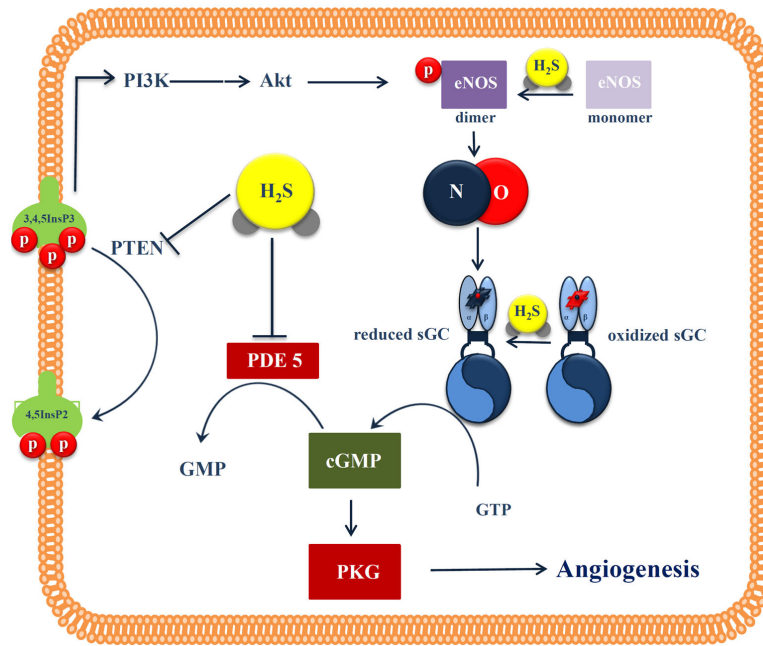 PI3K
Akt
p
eNOS
H₂S
eNOS
dimer
monomer
N
O
H₂S
3,4,5InsP3
p
p
p
PTEN
α
β
H₂S
α
β
reduced sGC
oxidized sGC
PDE 5
4,5InsP2
p
p
GMP
cGMP
GTP
PKG
Angiogenesis